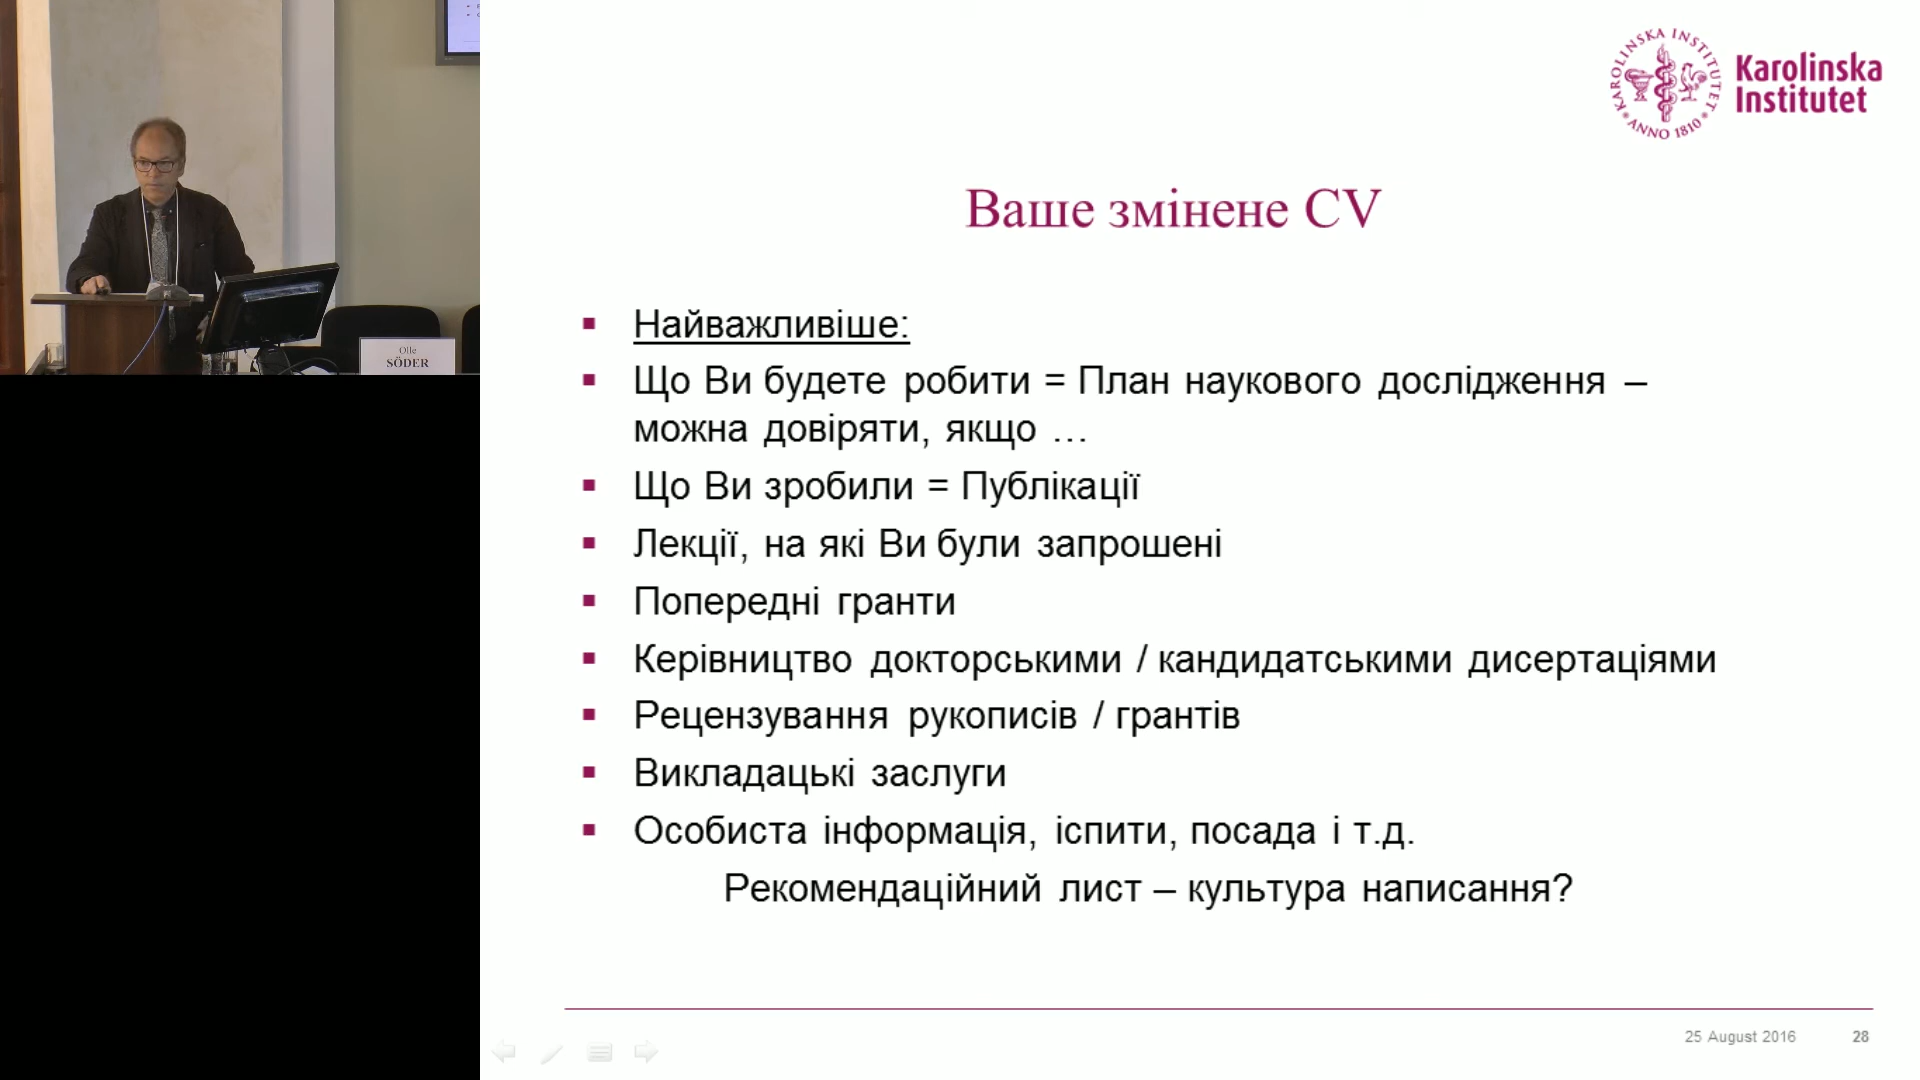 Olle
SÖDER
KAROLINSKA INSTITUTET
ANNO 1810
Karolinska
Institutet
Ваше змінене CV
Найважливіше:
Що Ви будете робити = План наукового дослідження –
можна довіряти, якщо …
Що Ви зробили = Публікації
Лекції, на які Ви були запрошені
Попередні гранти
Керівництво докторськими / кандидатськими дисертаціями
Рецензування рукописів / грантів
Викладацькі заслуги
Особиста інформація, іспити, посада і т.д.
Рекомендаційний лист – культура написання?
25 August 2016
28